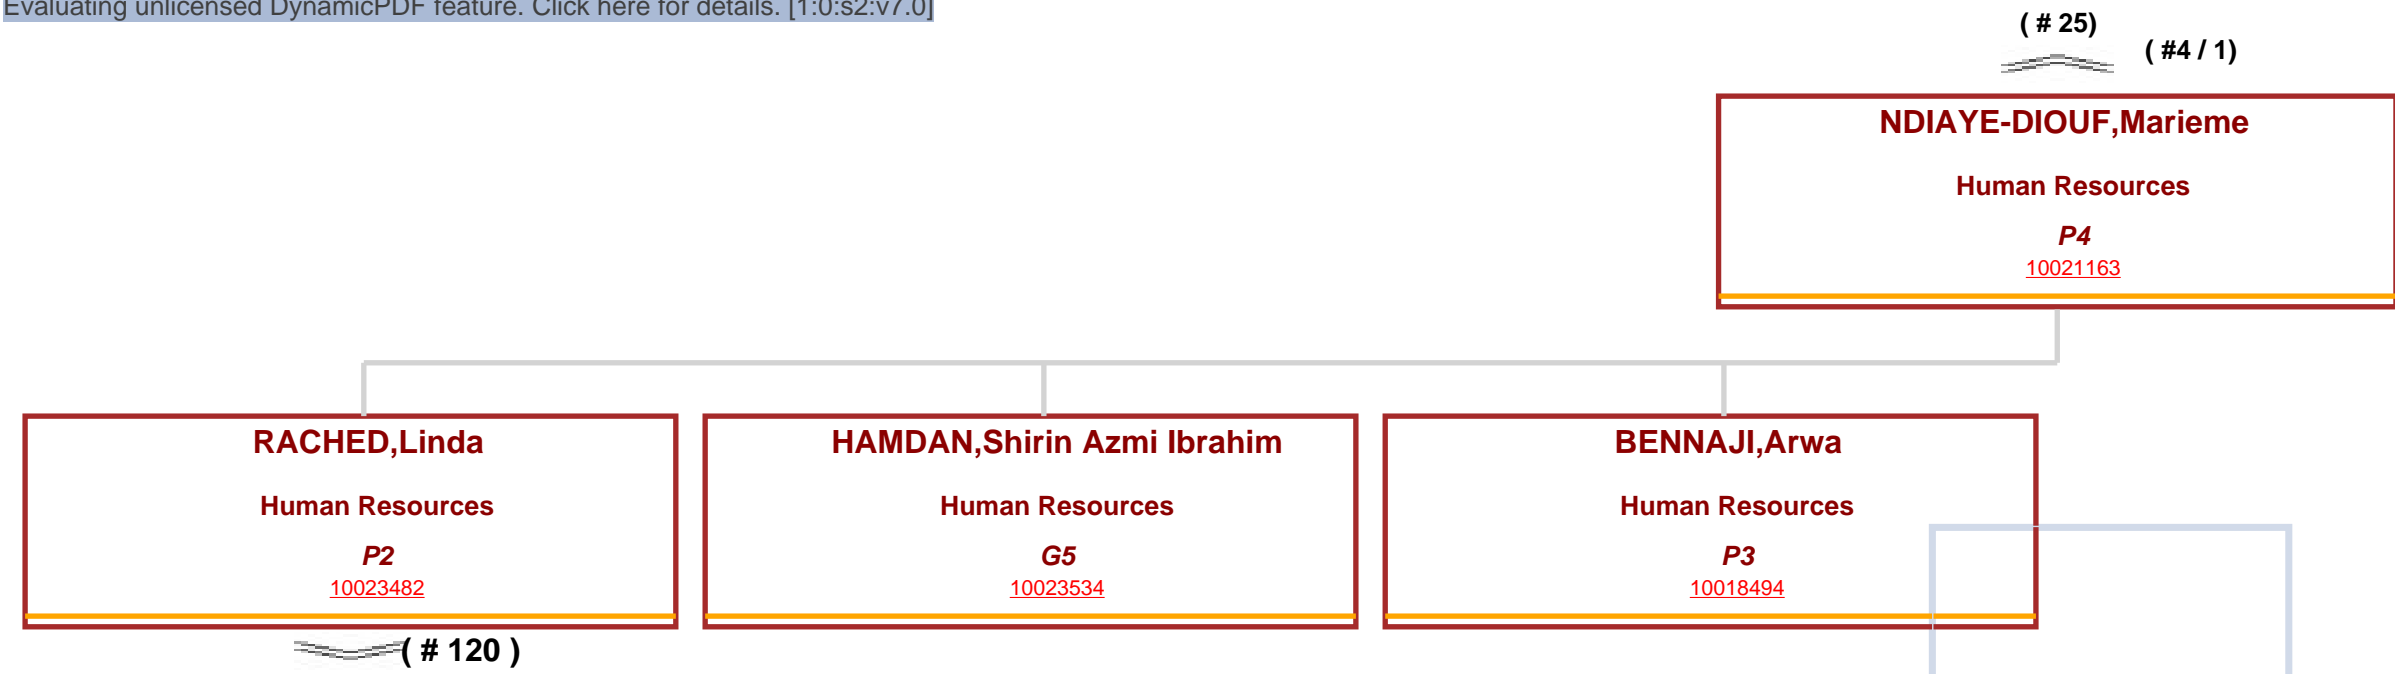 Evaluating unlicensed DynamicPDF feature. Click here for details. [1:0:s2:v7.0]
( # 25)
( #4 / 1)
NDIAYE-DIOUF,Marieme
Human Resources
P4
10021163
RACHED,Linda
Human Resources
P2
10023482
( # 120 )
HAMDAN,Shirin Azmi Ibrahim
Human Resources
G5
10023534
BENNAJI,Arwa
Human Resources
P3
10018494